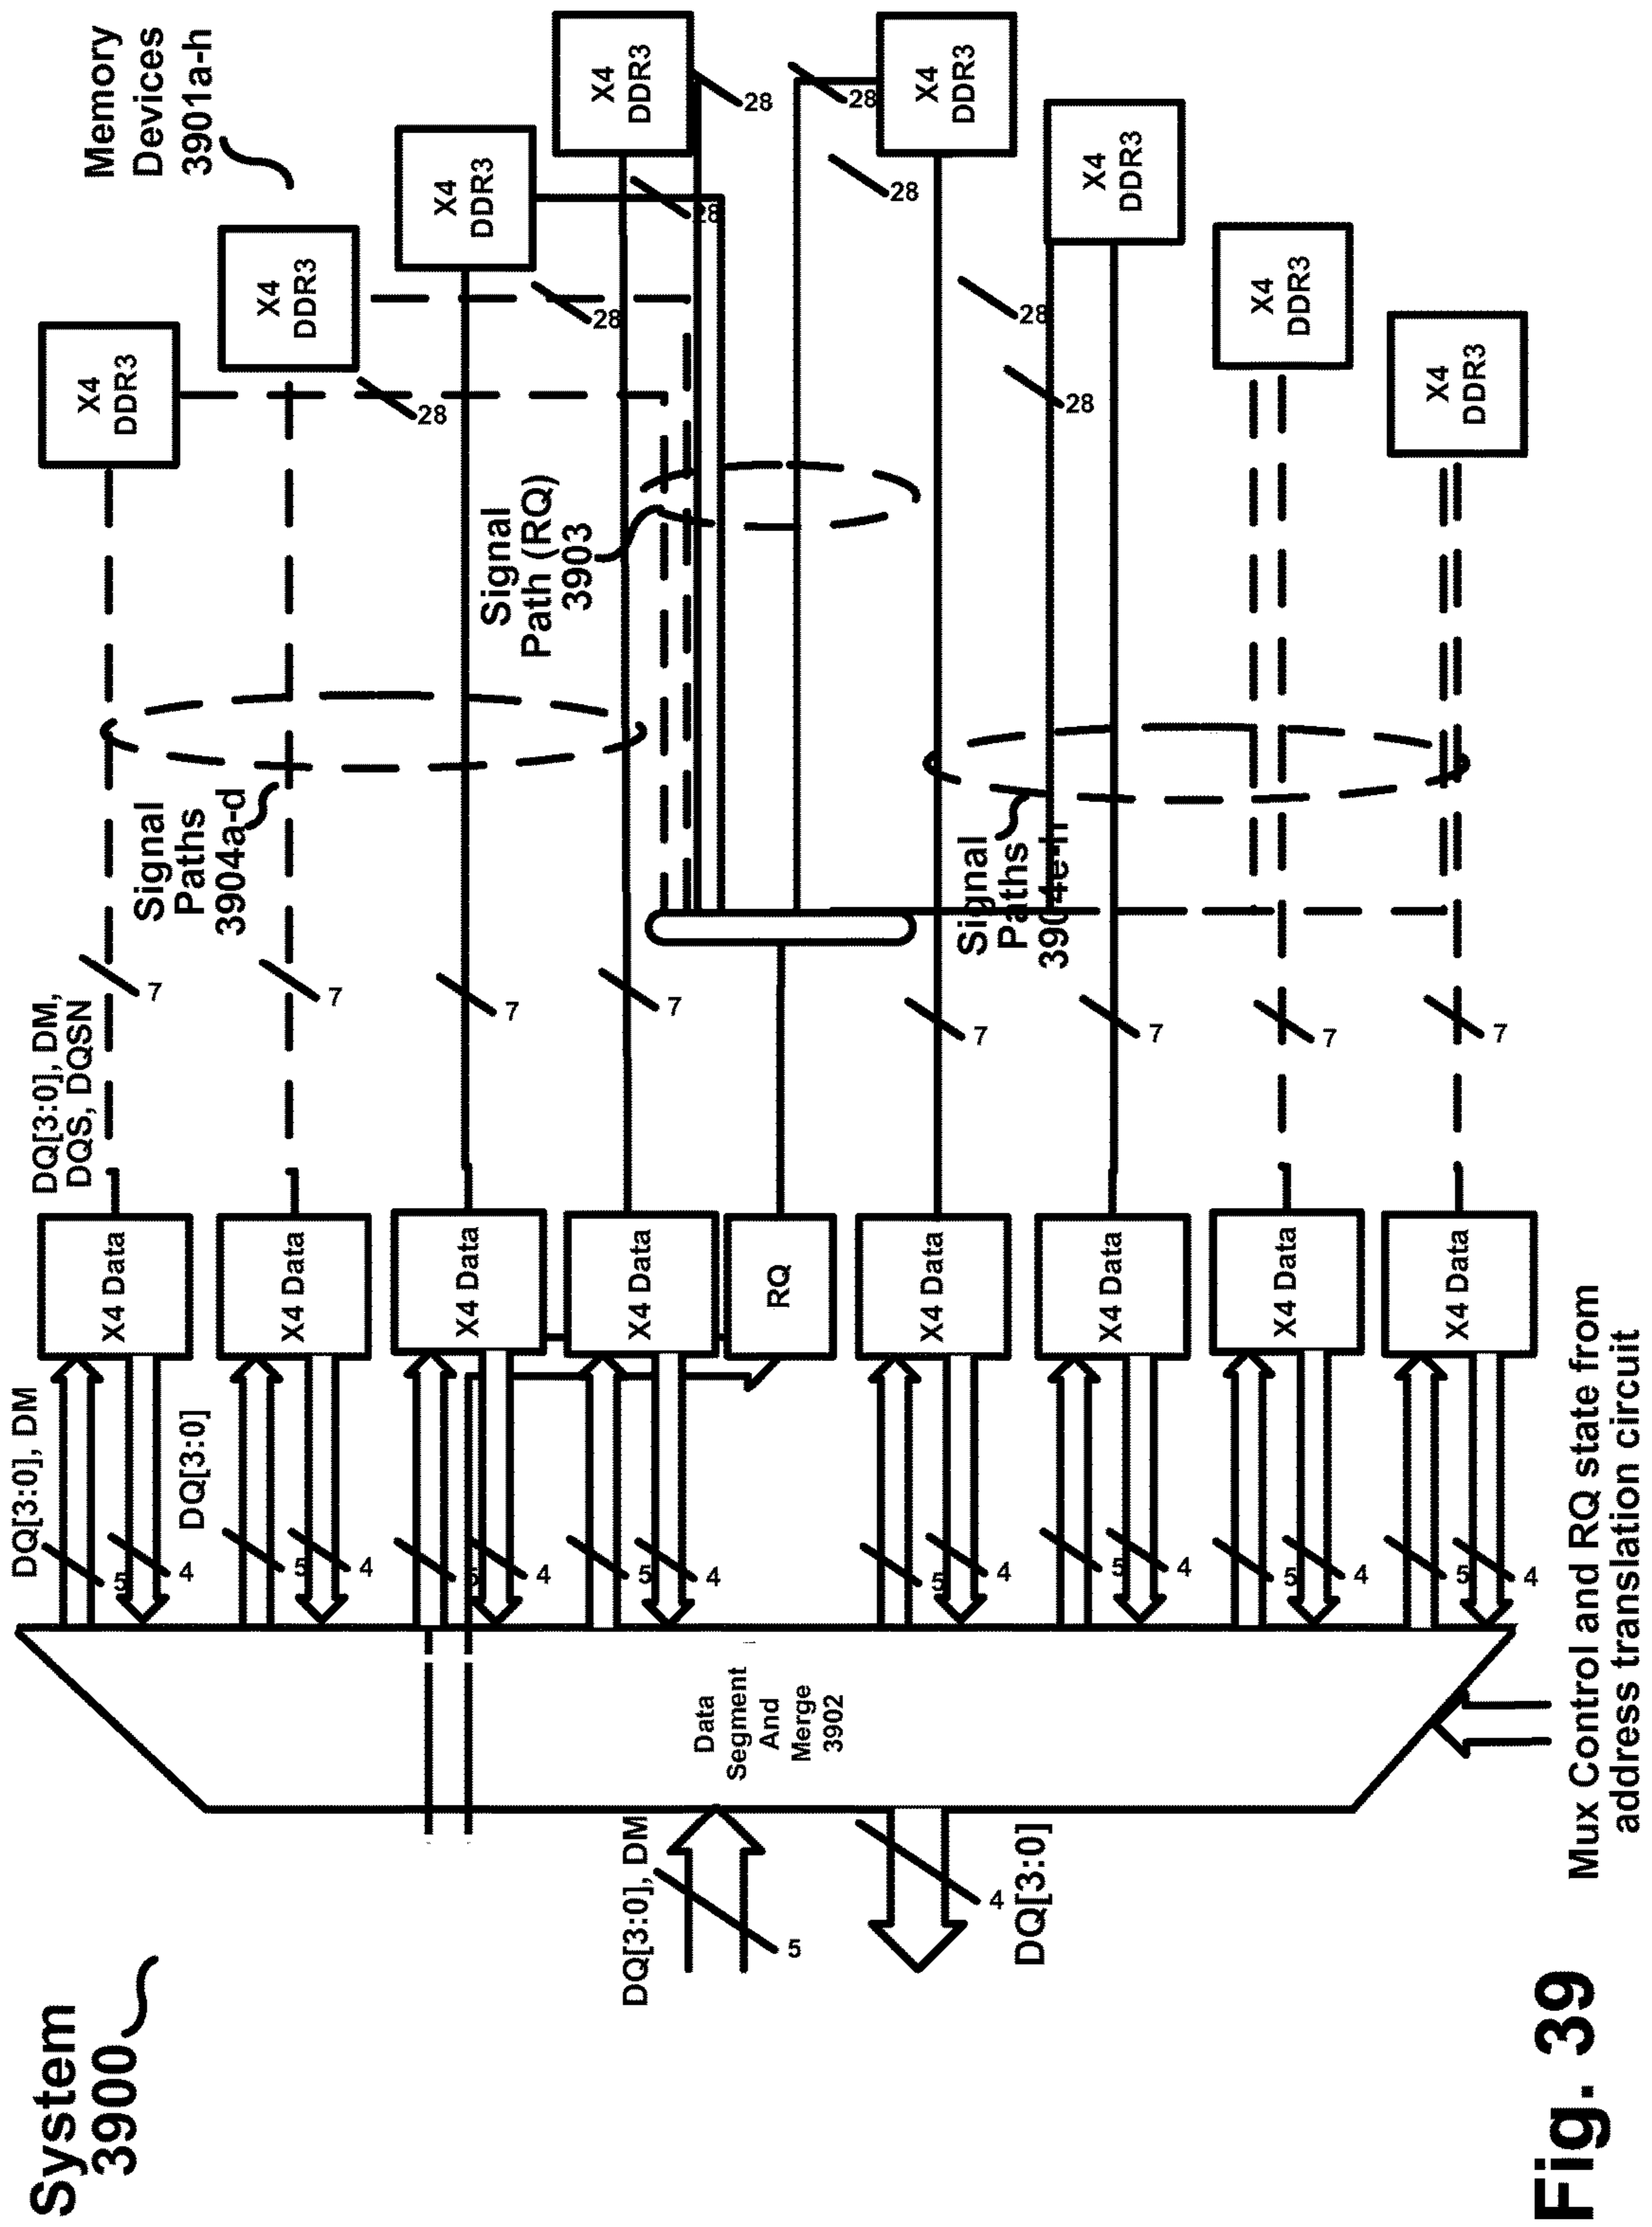 System
3900
Memory
Devices
3901a-h
X4
DDR3
X4
DDR3
X4
DDR3
X4
DDR3
X4
DDR3
X4
DDR3
X4
DDR3
X4
DDR3
28
28
28
28
28
28
28
28
Signal
Path (RQ)
3903
Signal
Paths
3904a-d
Signal
Paths
3904e-h
DQ[3:0], DM,
DQS, DQSN
7
7
7
7
7
7
7
7
X4 Data
X4 Data
X4 Data
X4 Data
RQ
X4 Data
X4 Data
X4 Data
X4 Data
DQ[3:0], DM
DQ[3:0]
5
4
5
4
5
4
5
4
5
4
5
4
5
4
5
4
Data
Segment
And
Merge
3902
DQ[3:0], DM
5
4
DQ[3:0]
Mux Control and RQ state from
address translation circuit
Fig. 39